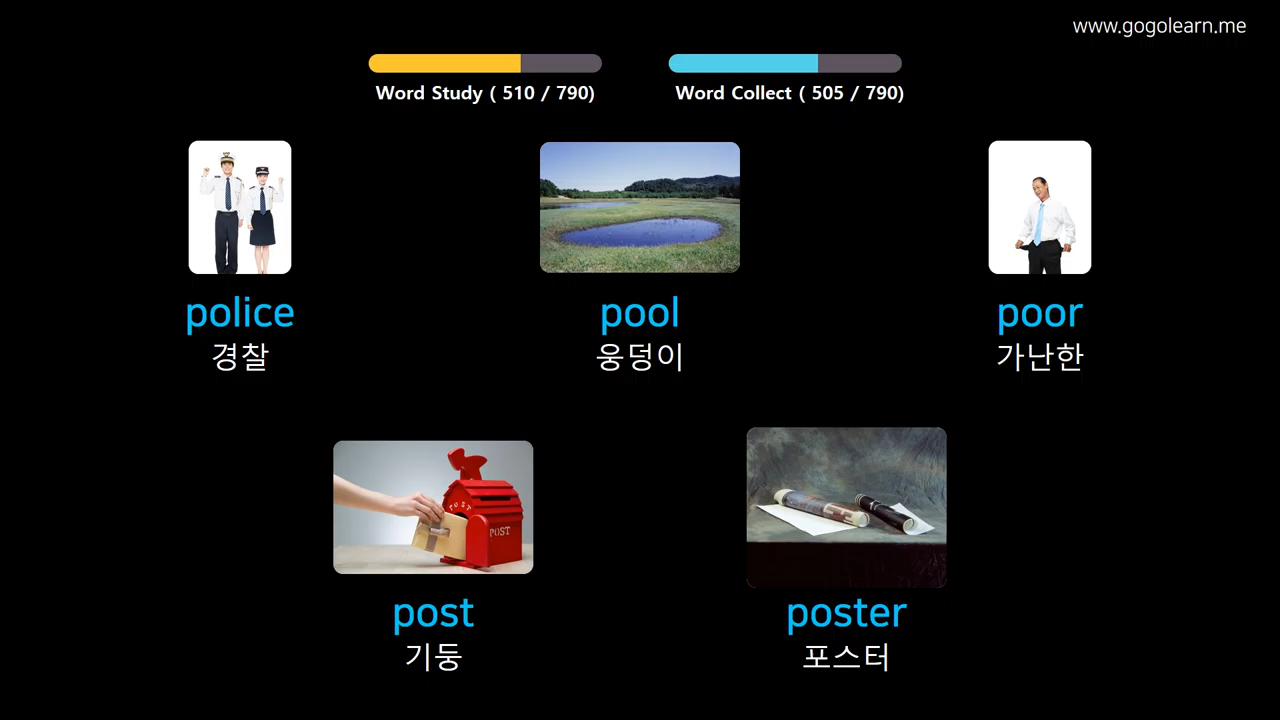 www.gogolearn.me
Word Study ( 510 / 790)
Word Collect ( 505 / 790)
police
경찰
pool
웅덩이
poor
가난한
POST
POST
post
기둥
poster
포스터